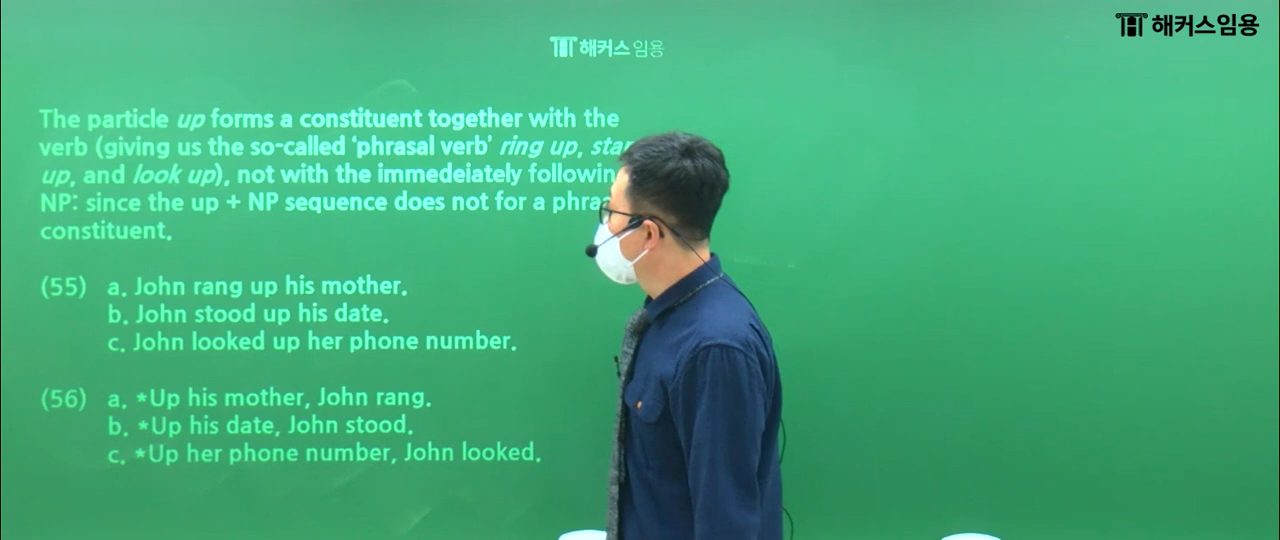 해커스임용
해커스임용
The particle up forms a constituent together with the
verb (giving us the so-called ‘phrasal verb’ ring up,
up, and look up), not with the immedeiately
NP: since the up + NP sequence does not for a
constituent.
(55) a. John rang up his mother.
b. John stood up his date.
c. John looked up her phone number.
(56) a. *Up his mother, John rang.
b. *Up his date, John stood.
c. *Up her phone number, John looked.